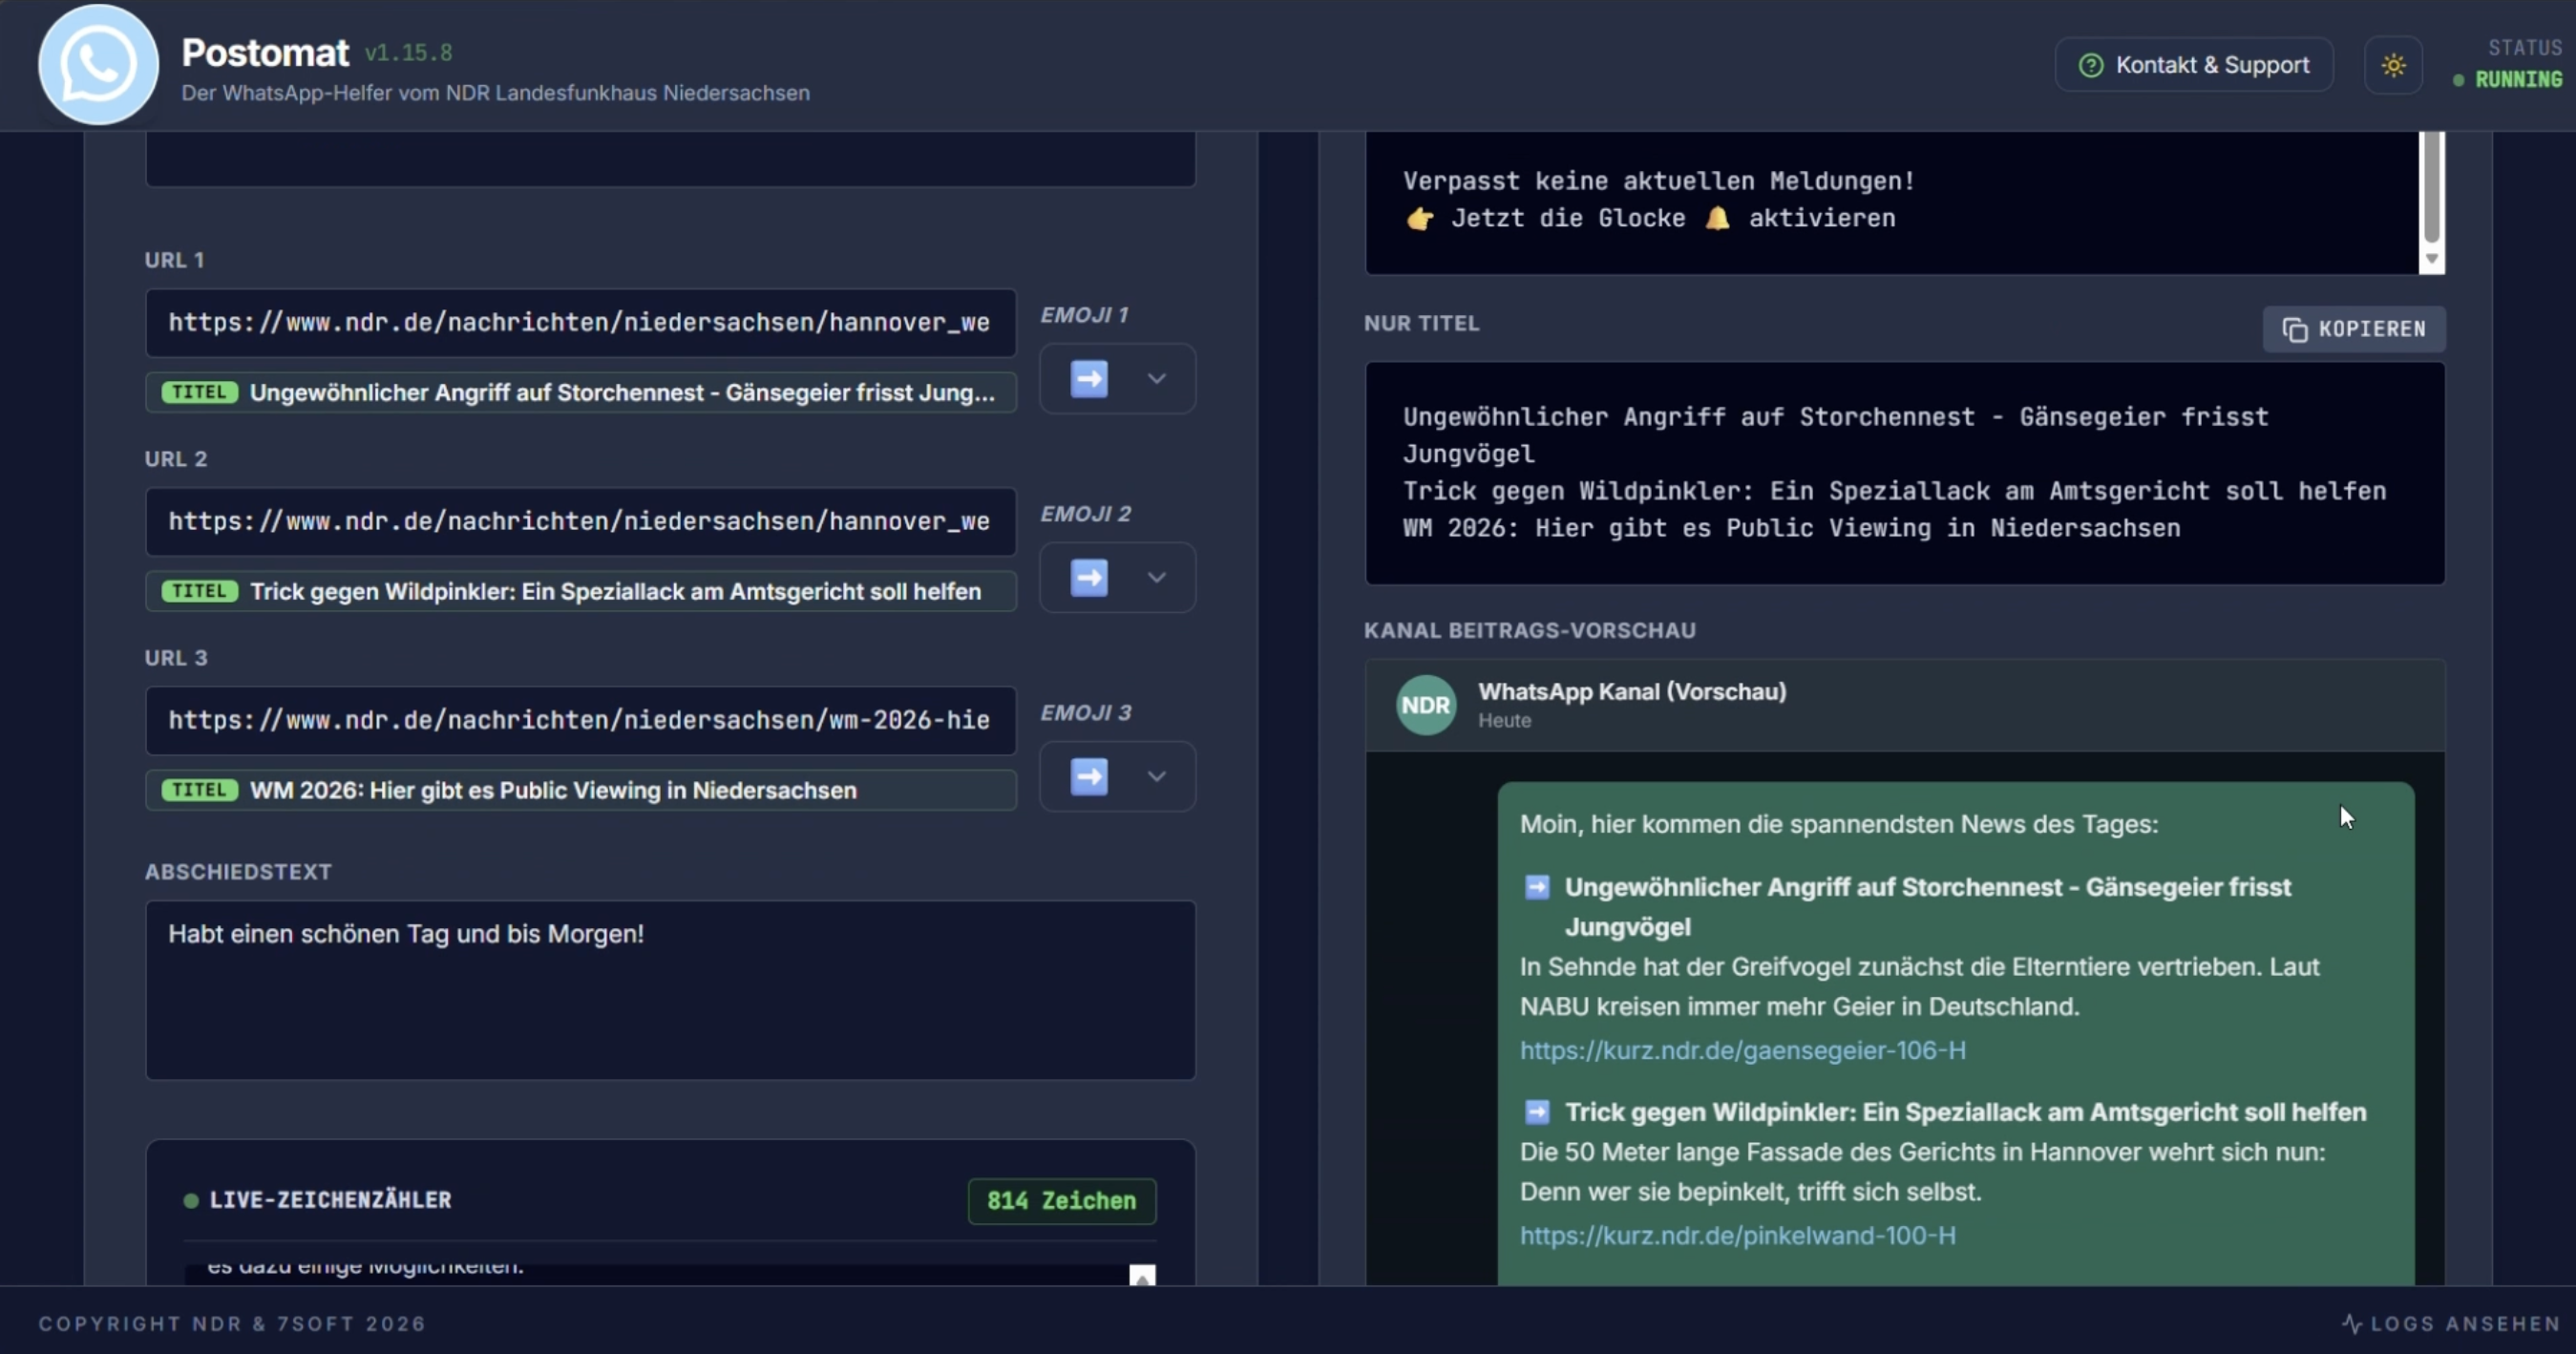 Postomat v1.15.8
Der WhatsApp-Helfer vom NDR Landesfunkhaus Niedersachsen
Kontakt & Support
STATUS
RUNNING
URL 1
https://www.ndr.de/nachrichten/niedersachsen/hannover_we
EMOJI 1
TITEL Ungewöhnlicher Angriff auf Storchennest - Gänsegeier frisst Jung...
URL 2
https://www.ndr.de/nachrichten/niedersachsen/hannover_we
EMOJI 2
TITEL Trick gegen Wildpinkler: Ein Speziallack am Amtsgericht soll helfen
URL 3
https://www.ndr.de/nachrichten/niedersachsen/wm-2026-hie
EMOJI 3
TITEL WM 2026: Hier gibt es Public Viewing in Niedersachsen
ABSCHIEDSTEXT
Habt einen schönen Tag und bis Morgen!
LIVE-ZEICHENZÄHLER
814 Zeichen
es dazu einige Möglichkeiten.
Verpasst keine aktuellen Meldungen!
👉 Jetzt die Glocke 🔔 aktivieren
NUR TITEL
KOPIEREN
Ungewöhnlicher Angriff auf Storchennest - Gänsegeier frisst
Jungvögel
Trick gegen Wildpinkler: Ein Speziallack am Amtsgericht soll helfen
WM 2026: Hier gibt es Public Viewing in Niedersachsen
KANAL BEITRAGS-VORSCHAU
NDR
WhatsApp Kanal (Vorschau)
Heute
Moin, hier kommen die spannendsten News des Tages:
➡️ Ungewöhnlicher Angriff auf Storchennest - Gänsegeier frisst
Jungvögel
In Sehnde hat der Greifvogel zunächst die Elterntiere vertrieben. Laut
NABU kreisen immer mehr Geier in Deutschland.
https://kurz.ndr.de/gaensegeier-106-H
➡️ Trick gegen Wildpinkler: Ein Speziallack am Amtsgericht soll helfen
Die 50 Meter lange Fassade des Gerichts in Hannover wehrt sich nun:
Denn wer sie bepinkelt, trifft sich selbst.
https://kurz.ndr.de/pinkelwand-100-H
COPYRIGHT NDR & 7SOFT 2026
LOGS ANSEHEN